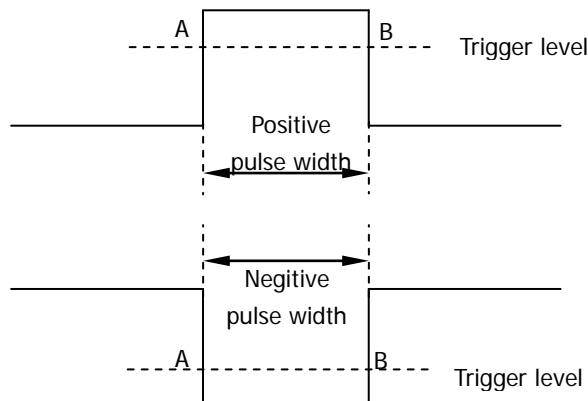 A B Trigger level
Positive
pulse width
Negitive
pulse width
A B Trigger level